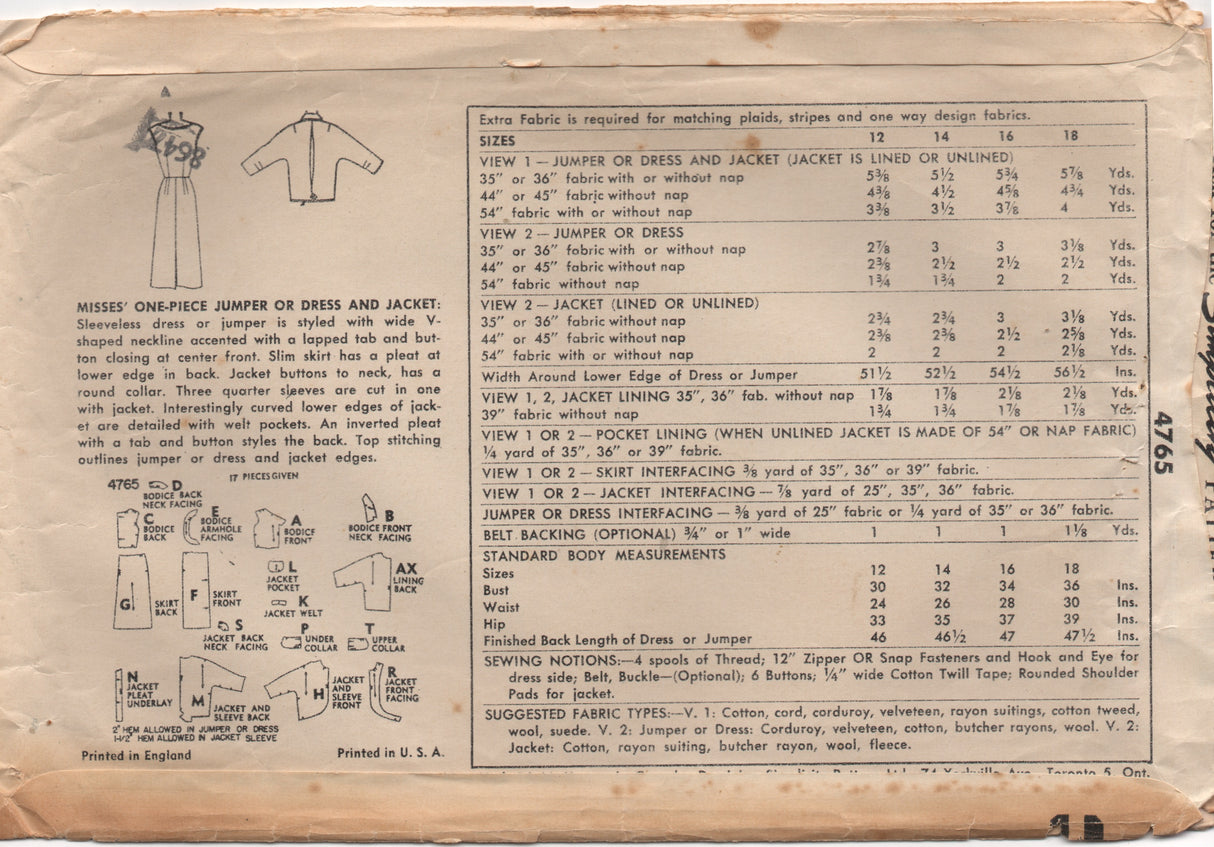 8647
MISSES' ONE-PIECE JUMPER OR DRESS AND JACKET:
Sleeveless dress or jumper is styled with wide V-
shaped neckline accented with a lapped tab and but-
ton closing at center front. Slim skirt has a pleat at
lower edge in back. Jacket buttons to neck, has a
round collar. Three quarter sleeves are cut in one
with jacket. Interestingly curved lower edges of jack-
et are detailed with welt pockets. An inverted pleat
with a tab and button styles the back. Top stitching
outlines jumper or dress and jacket edges.
17 PIECES GIVEN
4765
D
BODICE BACK
NECK FACING
C
BODICE
BACK
E
BODICE
ARMHOLE
FACING
A
BODICE
FRONT
B
BODICE FRONT
NECK FACING
G
SKIRT
BACK
F
SKIRT
FRONT
L
JACKET
POCKET
K
JACKET WELT
AX
LINING
BACK
S
JACKET BACK
NECK FACING
P
UNDER
COLLAR
T
UPPER
COLLAR
N
JACKET
PLEAT
UNDERLAY
M
JACKET AND
SLEEVE BACK
H
JACKET
AND
SLEEVE
FRONT
R
JACKET
FRONT
FACING
2" HEM ALLOWED IN JUMPER OR DRESS
1-1/2" HEM ALLOWED IN JACKET SLEEVE
Printed in England
Printed in U. S. A.
Extra Fabric is required for matching plaids, stripes and one way design fabrics.
SIZES 12 14 16 18
VIEW 1 — JUMPER OR DRESS AND JACKET (JACKET IS LINED OR UNLINED)
35" or 36" fabric with or without nap 5⅜ 5½ 5¾ 5⅞ Yds.
44" or 45" fabric without nap 4⅜ 4½ 4⅝ 4¾ Yds.
54" fabric with or without nap 3⅜ 3½ 3⅞ 4 Yds.
VIEW 2 — JUMPER OR DRESS
35" or 36" fabric with or without nap 2⅞ 3 3 3⅛ Yds.
44" or 45" fabric without nap 2⅜ 2½ 2½ 2½ Yds.
54" fabric without nap 1¾ 1¾ 2 2 Yds.
VIEW 2 — JACKET (LINED OR UNLINED)
35" or 36" fabric without nap 2¾ 2¾ 3 3⅛ Yds.
44" or 45" fabric without nap 2⅜ 2⅜ 2½ 2⅝ Yds.
54" fabric with or without nap 2 2 2 2⅛ Yds.
Width Around Lower Edge of Dress or Jumper 51½ 52½ 54½ 56½ Ins.
VIEW 1, 2, JACKET LINING 35", 36" fab. without nap 1⅞ 1⅞ 2⅛ 2⅛ Yds.
39" fabric without nap 1¾ 1¾ 1⅞ 1⅞ Yds.
VIEW 1 OR 2 — POCKET LINING (WHEN UNLINED JACKET IS MADE OF 54" OR NAP FABRIC)
¼ yard of 35", 36" or 39" fabric.
VIEW 1 OR 2 — SKIRT INTERFACING ⅜ yard of 35", 36" or 39" fabric.
VIEW 1 OR 2 — JACKET INTERFACING — ⅞ yard of 25", 35", 36" fabric.
JUMPER OR DRESS INTERFACING — ⅜ yard of 25" fabric or ¼ yard of 35" or 36" fabric.
BELT BACKING (OPTIONAL) ¾" or 1" wide 1 1 1 1⅛ Yds.
STANDARD BODY MEASUREMENTS
Sizes 12 14 16 18
Bust 30 32 34 36 Ins.
Waist 24 26 28 30 Ins.
Hip 33 35 37 39 Ins.
Finished Back Length of Dress or Jumper 46 46½ 47 47½ Ins.
SEWING NOTIONS:—4 spools of Thread; 12" Zipper OR Snap Fasteners and Hook and Eye for
dress side; Belt, Buckle—(Optional); 6 Buttons; ¼" wide Cotton Twill Tape; Rounded Shoulder
Pads for jacket.
SUGGESTED FABRIC TYPES:—V. 1: Cotton, cord, corduroy, velveteen, rayon suitings, cotton tweed,
wool, suede. V. 2: Jumper or Dress: Corduroy, velveteen, cotton, butcher rayons, wool. V. 2:
Jacket: Cotton, rayon suiting, butcher rayon, wool, fleece.
74 Yorkville Ave., Toronto 5, Ont.
4765